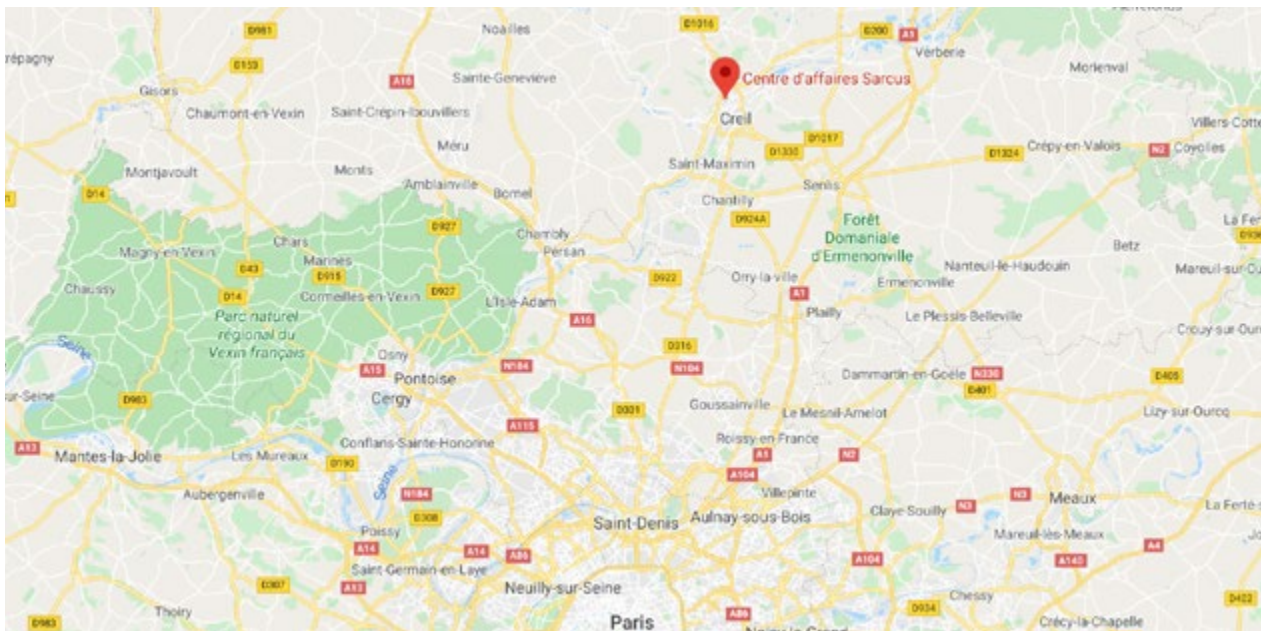 D981
Noailles
D1016
D200
A1
Verberie
D153
A16
Sainte-Geneviève
Centre d'affaires Sarcus
Morienval
Gisors
Chaumont-en-Vexin
Saint-Crépin-Ibouvillers
Creil
Villers-Cotte
Méru
D1330
D1017
D1324
Crépy-en-Valois
N2
Coyolles
Montjavoult
Monts
Saint-Maximin
D14
Amblainville
Bornel
Senlis
Chantilly
D924A
Forêt
Domaniale
d'Ermenonville
La Fer
D936
D927
Chars
Chambly
Betz
Magny-en-Vexin
Marines
Persan
D43
D915
D922
Orry-la-ville
Nanteuil-le-Haudouin
Mareuil-sur-Ou
Chaussy
D14
Cormeilles-en-Vexin
D927
L'Isle-Adam
A1
Ermenonville
Parc naturel
régional du
Vexin français
A16
Plailly
Le Plessis-Belleville
Crouy-sur-Our
Seine
Osny
D316
A15
Pontoise
N184
N104
Dammartin-en-Goële
N330
D405
D401
ur-Seine
D983
Cergy
D301
Goussainville
Le Mesnil-Amelot
Lizy-sur-Ourcq
A115
A13
Mantes-la-Jolie
Les Mureaux
Conflans-Sainte-Honorine
Roissy-en-France
A1
N2
D190
Seine
A104
Aubergenville
N184
Villepinte
N3
N3
Meaux
D308
Saint-Denis
Aulnay-sous-Bois
Claye-Souilly
La Ferté-s
Poissy
Mareuil-lès-Meaux
A14
A14
A86
A104
A140
A4
Saint-Germain-en-Laye
D307
A13
Neuilly-sur-Seine
Chessy
D402
Thoiry
D983
Paris
A86
D934
Crécy-la-Chapelle